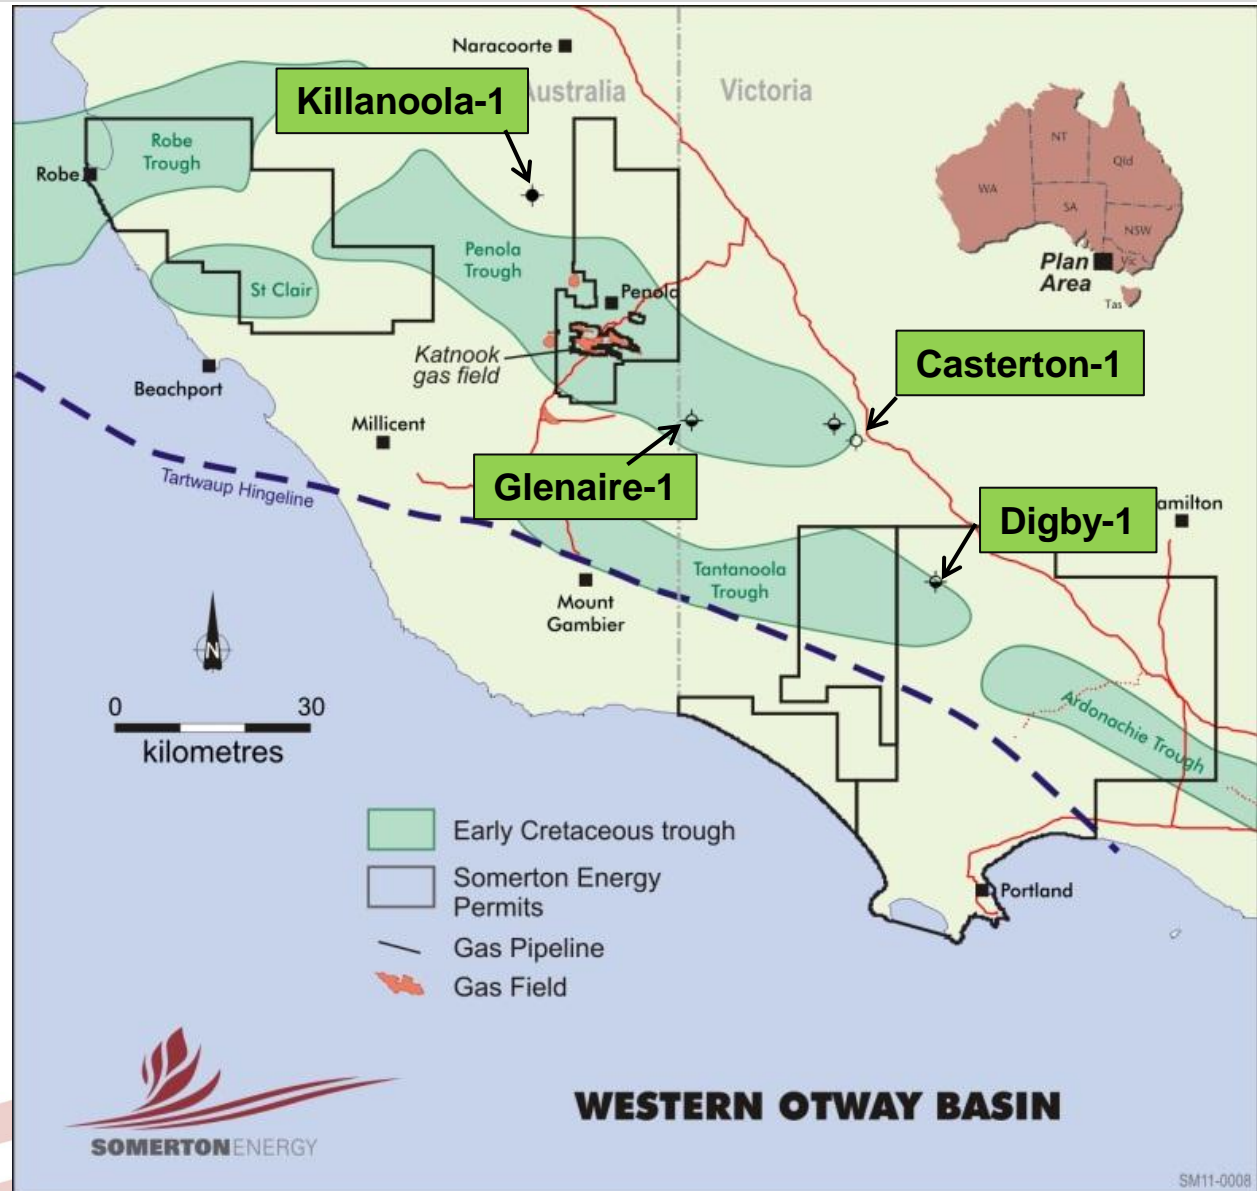 Naracoorte
Killanoola-1
Australia
Victoria
Robe
Trough
Robe
NT
Qld
WA
SA
NSW
Vic
Tas
Plan
Area
Penola
Trough
St Clair
Penola
Katnook
gas field
Casterton-1
Beachport
Millicent
Glenaire-1
Tartwaup Hingeline
Digby-1
amilton
Tantanoola
Trough
Mount
Gambier
N
0 30
kilometres
Ardonachie Trough
Early Cretaceous trough
Somerton Energy
Permits
Gas Pipeline
Gas Field
Portland
SOMERTON ENERGY
WESTERN OTWAY BASIN
SM11-0008